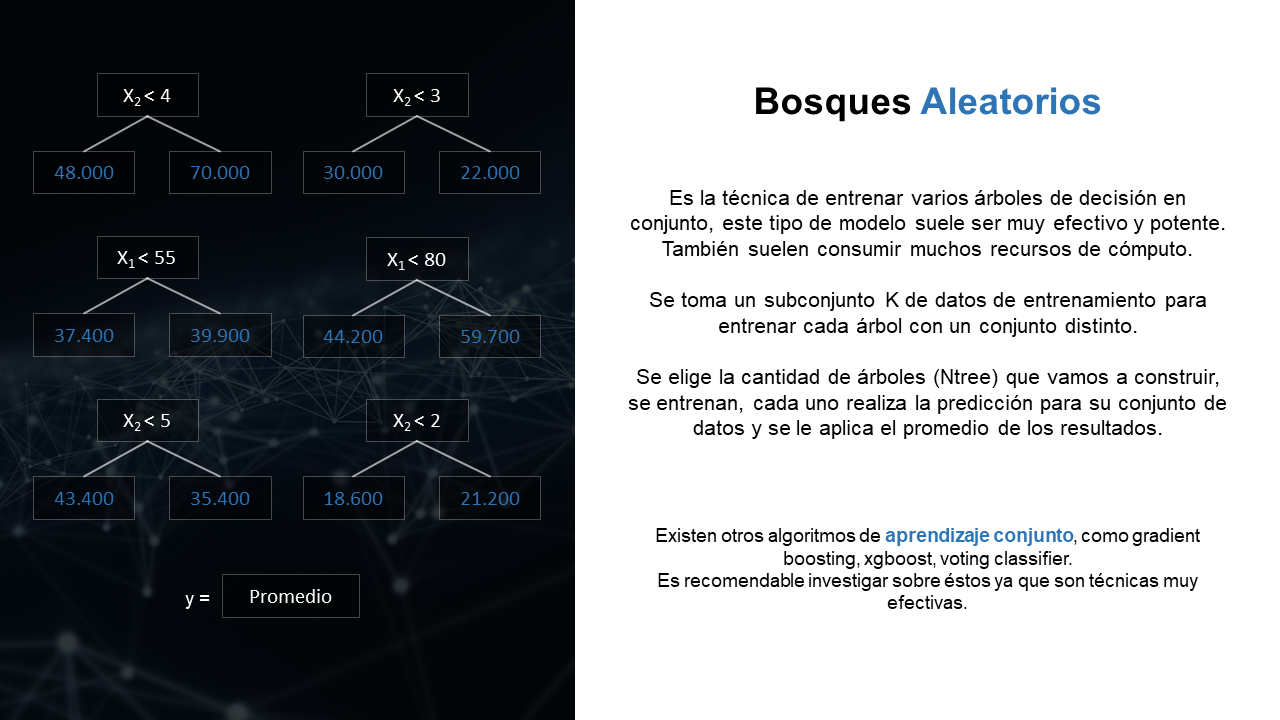 X₂ < 4
48.000
70.000
X₂ < 3
30.000
22.000
X₁ < 55
37.400
39.900
X₁ < 80
44.200
59.700
X₂ < 5
43.400
35.400
X₂ < 2
18.600
21.200
y = Promedio
Bosques Aleatorios
Es la técnica de entrenar varios árboles de decisión en
conjunto, este tipo de modelo suele ser muy efectivo y potente.
También suelen consumir muchos recursos de cómputo.
Se toma un subconjunto K de datos de entrenamiento para
entrenar cada árbol con un conjunto distinto.
Se elige la cantidad de árboles (Ntree) que vamos a construir,
se entrenan, cada uno realiza la predicción para su conjunto de
datos y se le aplica el promedio de los resultados.
Existen otros algoritmos de aprendizaje conjunto, como gradient
boosting, xgboost, voting classifier.
Es recomendable investigar sobre éstos ya que son técnicas muy
efectivas.